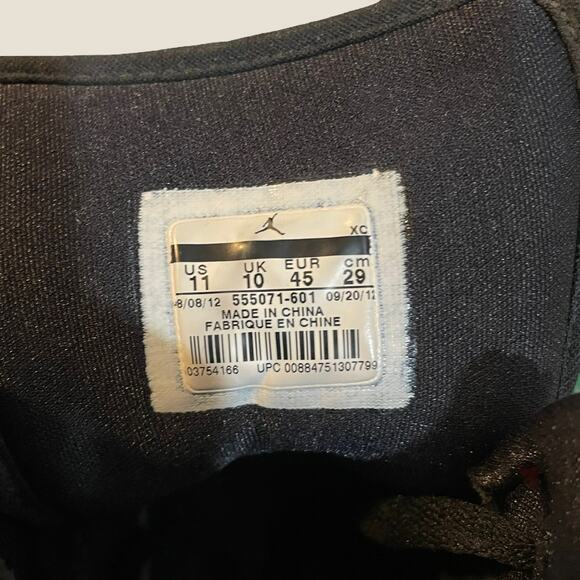 XC
US UK EUR cm
11 10 45 29
08/08/12 555071-601 09/20/12
MADE IN CHINA
FABRIQUE EN CHINE
03754166 UPC 00884751307799